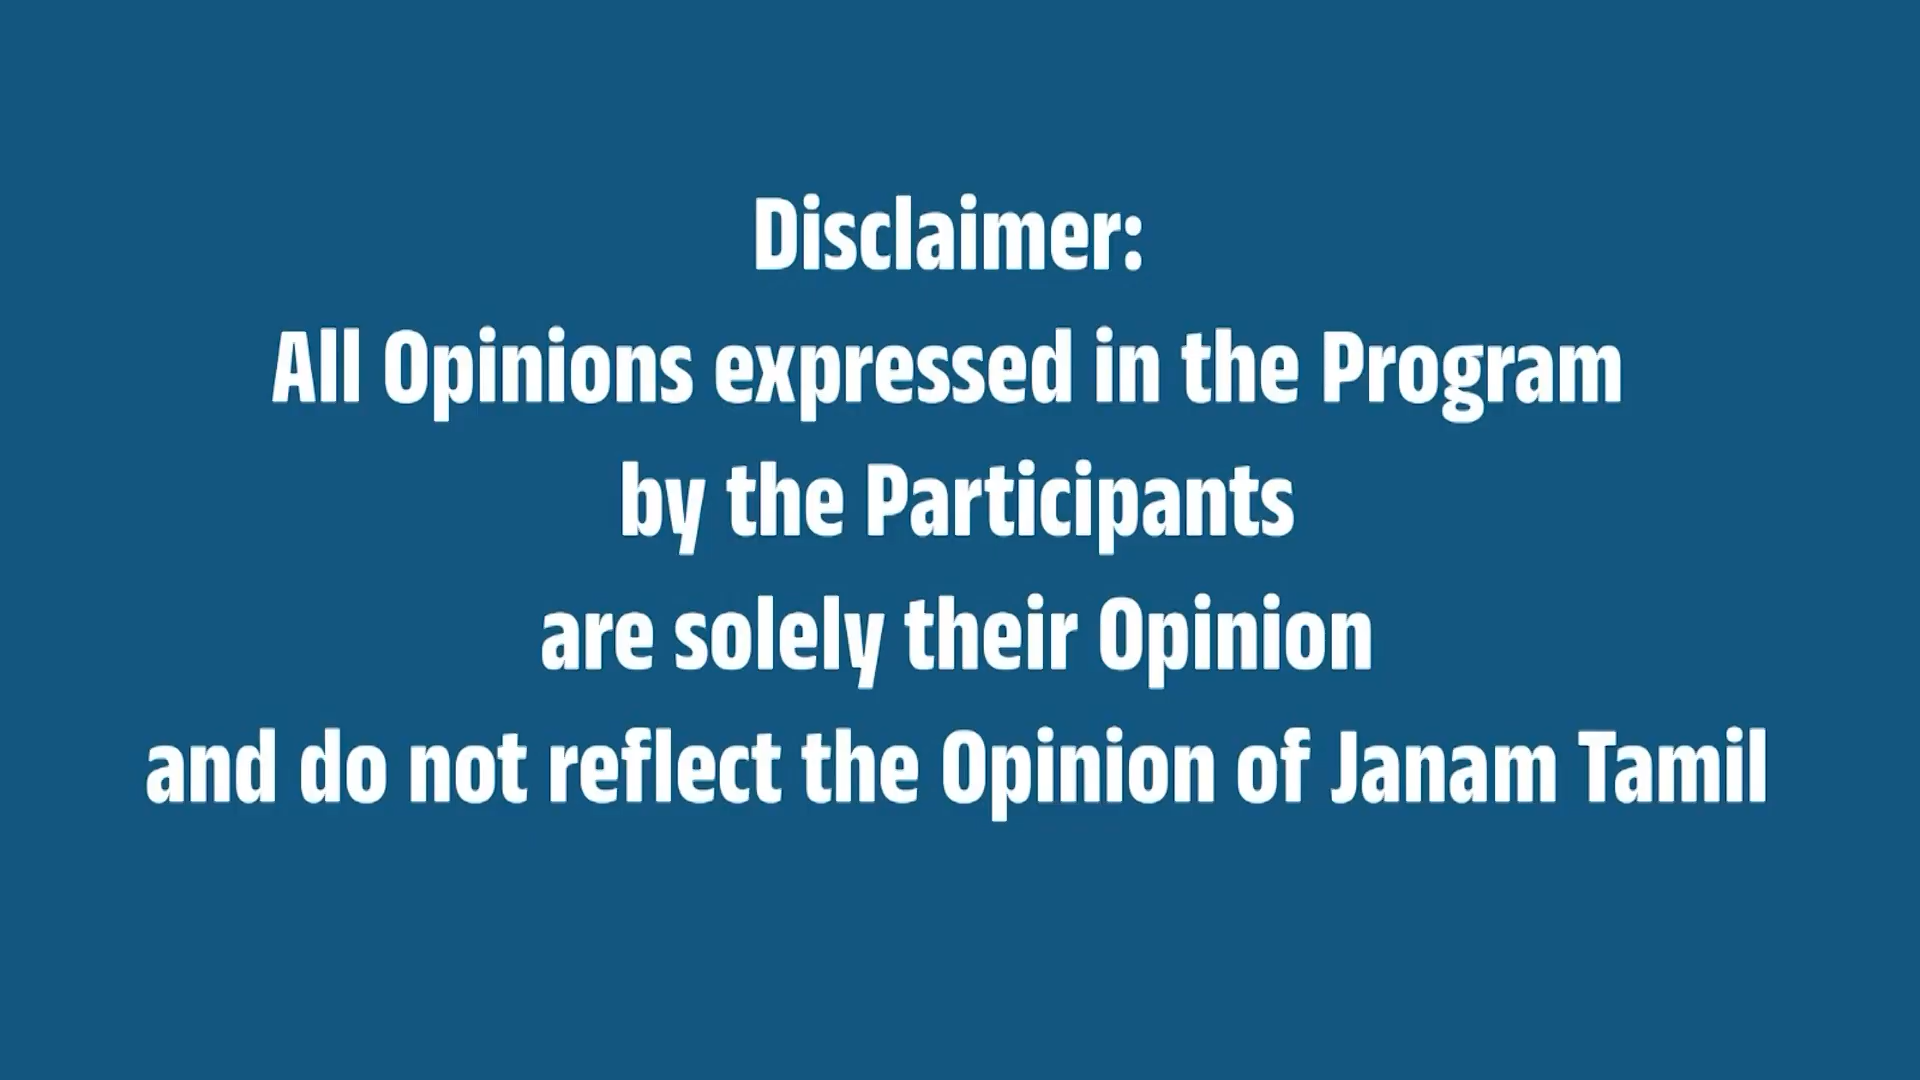 Disclaimer:
All Opinions expressed in the Program
by the Participants
are solely their Opinion
and do not reflect the Opinion of Janam Tamil